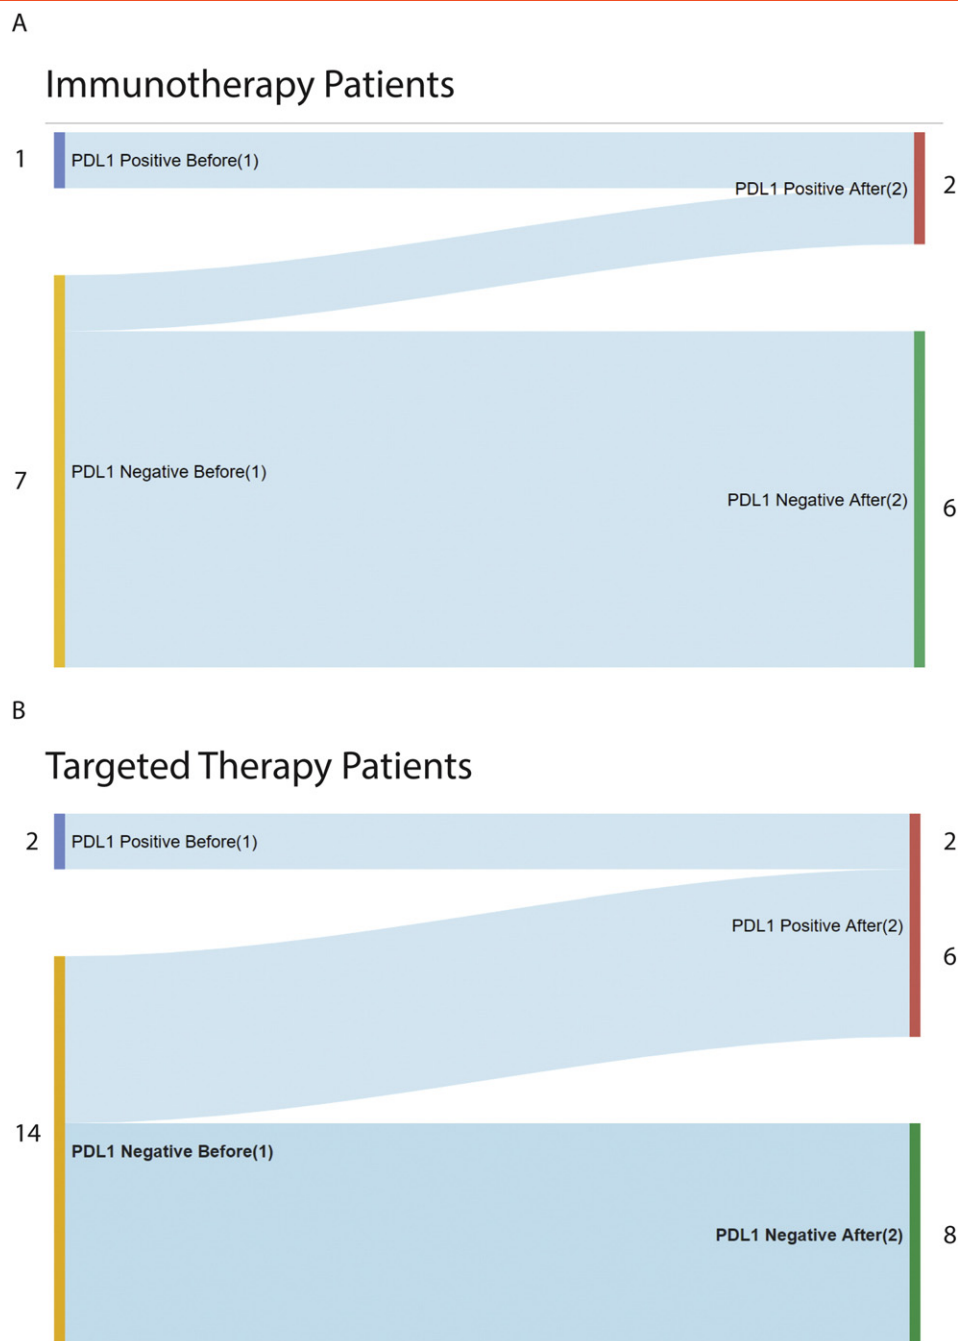 A
Immunotherapy Patients
1 PDL1 Positive Before(1)
PDL1 Positive After(2) 2
7 PDL1 Negative Before(1)
PDL1 Negative After(2) 6
B
Targeted Therapy Patients
2 PDL1 Positive Before(1) 2
PDL1 Positive After(2)
6
14
PDL1 Negative Before(1)
PDL1 Negative After(2) 8